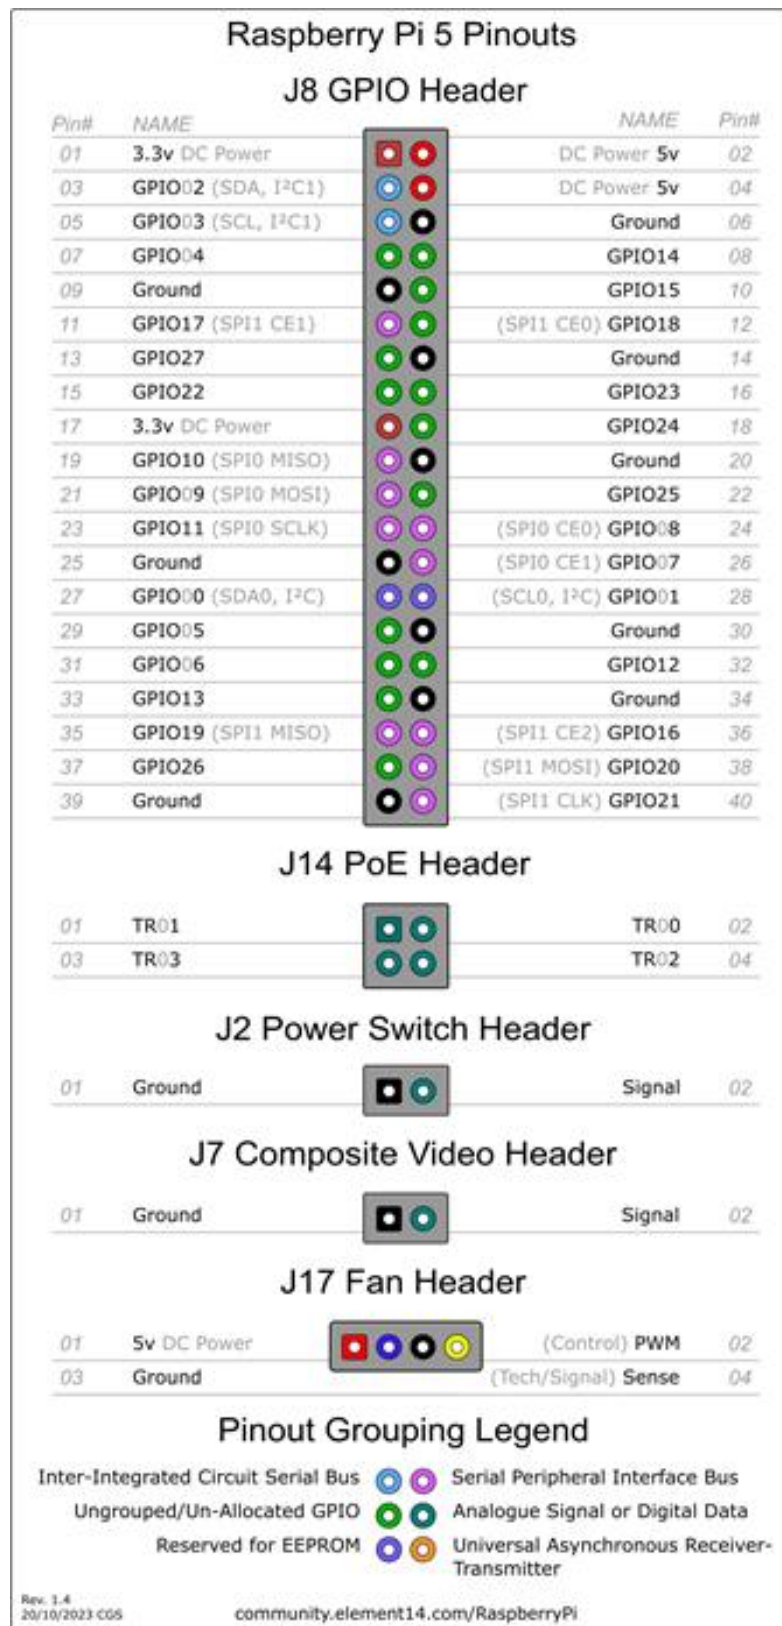 Raspberry Pi 5 Pinouts
J8 GPIO Header
Pin# NAME NAME Pin#
01 3.3v DC Power DC Power 5v 02
03 GPIO02 (SDA, I²C1) DC Power 5v 04
05 GPIO03 (SCL, I²C1) Ground 06
07 GPIO04 GPIO14 08
09 Ground GPIO15 10
11 GPIO17 (SPI1 CE1) (SPI1 CE0) GPIO18 12
13 GPIO27 Ground 14
15 GPIO22 GPIO23 16
17 3.3v DC Power GPIO24 18
19 GPIO10 (SPI0 MISO) Ground 20
21 GPIO09 (SPI0 MOSI) GPIO25 22
23 GPIO11 (SPI0 SCLK) (SPI0 CE0) GPIO08 24
25 Ground (SPI0 CE1) GPIO07 26
27 GPIO00 (SDA0, I²C) (SCL0, I²C) GPIO01 28
29 GPIO05 Ground 30
31 GPIO06 GPIO12 32
33 GPIO13 Ground 34
35 GPIO19 (SPI1 MISO) (SPI1 CE2) GPIO16 36
37 GPIO26 (SPI1 MOSI) GPIO20 38
39 Ground (SPI1 CLK) GPIO21 40
J14 PoE Header
01 TR01 TR00 02
03 TR03 TR02 04
J2 Power Switch Header
01 Ground Signal 02
J7 Composite Video Header
01 Ground Signal 02
J17 Fan Header
01 5v DC Power (Control) PWM 02
03 Ground (Tech/Signal) Sense 04
Pinout Grouping Legend
Inter-Integrated Circuit Serial Bus Serial Peripheral Interface Bus
Ungrouped/Un-Allocated GPIO Analogue Signal or Digital Data
Reserved for EEPROM Universal Asynchronous Receiver-
Transmitter
Rev. 1.4
20/10/2023 CGS community.element14.com/RaspberryPi